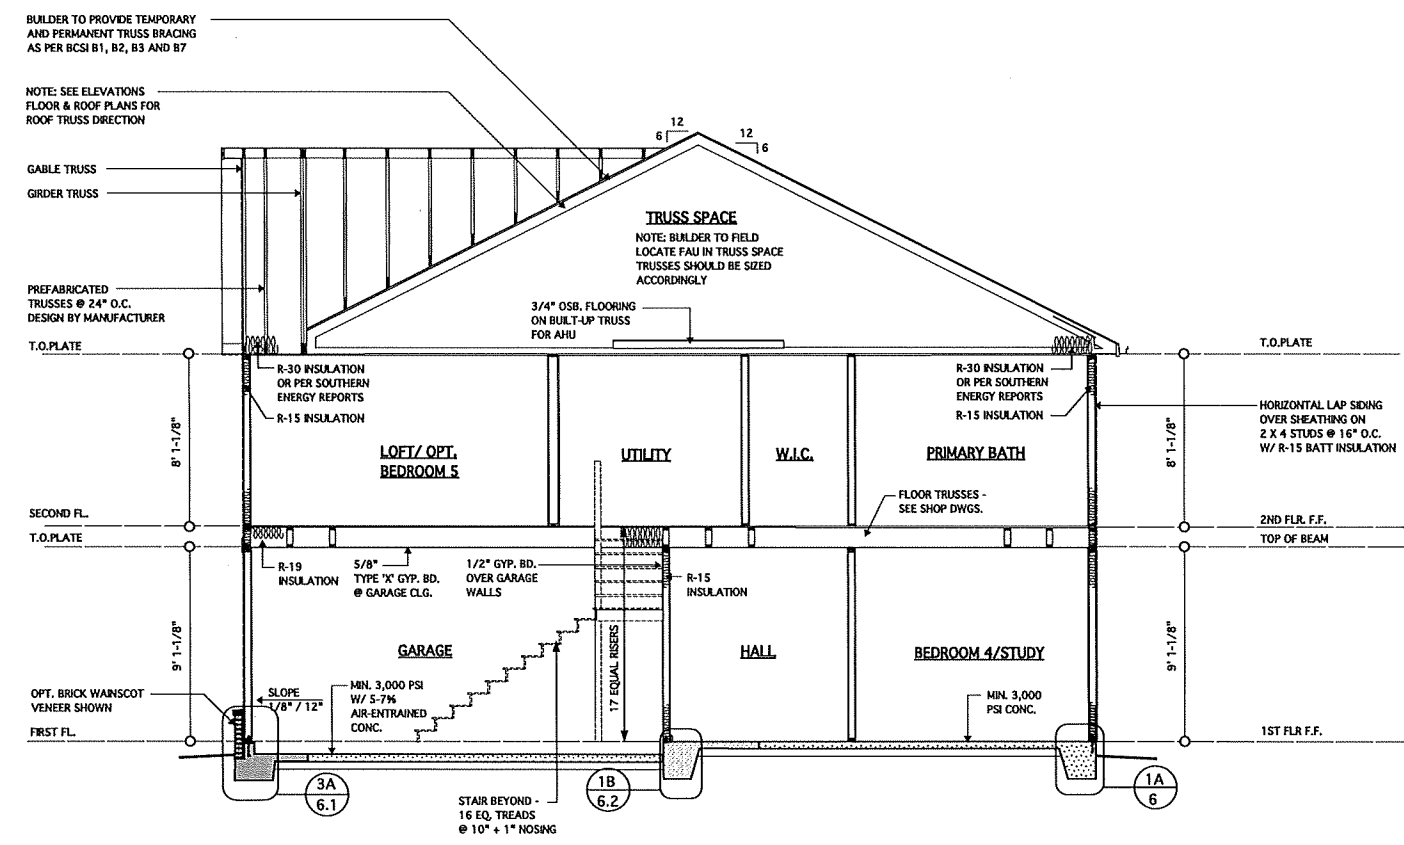 BUILDER TO PROVIDE TEMPORARY
AND PERMANENT TRUSS BRACING
AS PER BCSI B1, B2, B3 AND B7
NOTE: SEE ELEVATIONS
FLOOR & ROOF PLANS FOR
ROOF TRUSS DIRECTION
12
6
12
6
GABLE TRUSS
GIRDER TRUSS
TRUSS SPACE
NOTE: BUILDER TO FIELD
LOCATE FAU IN TRUSS SPACE
TRUSSES SHOULD BE SIZED
ACCORDINGLY
PREFABRICATED
TRUSSES @ 24" O.C.
DESIGN BY MANUFACTURER
3/4" OSB. FLOORING
ON BUILT-UP TRUSS
FOR AHU
T.O.PLATE
T.O.PLATE
R-30 INSULATION
OR PER SOUTHERN
ENERGY REPORTS
R-15 INSULATION
R-30 INSULATION
OR PER SOUTHERN
ENERGY REPORTS
R-15 INSULATION
HORIZONTAL LAP SIDING
OVER SHEATHING ON
2 X 4 STUDS @ 16" O.C.
W/ R-15 BATT INSULATION
8' 1-1/8"
8' 1-1/8"
LOFT/ OPT.
BEDROOM 5
UTILITY
W.I.C.
PRIMARY BATH
FLOOR TRUSSES -
SEE SHOP DWGS.
SECOND FL.
2ND FLR. F.F.
T.O.PLATE
TOP OF BEAM
R-19
INSULATION
5/8"
TYPE 'X' GYP. BD.
@ GARAGE CLG.
1/2" GYP. BD.
OVER GARAGE
WALLS
R-15
INSULATION
9' 1-1/8"
9' 1-1/8"
GARAGE
17 EQUAL RISERS
HALL
BEDROOM 4/STUDY
OPT. BRICK WAINSCOT
VENEER SHOWN
SLOPE
1/8" / 12"
MIN. 3,000 PSI
W/ 5-7%
AIR-ENTRAINED
CONC.
MIN. 3,000
PSI CONC.
FIRST FL.
1ST FLR F.F.
3A
6.1
1B
6.2
1A
6
STAIR BEYOND -
16 EQ. TREADS
@ 10" + 1" NOSING